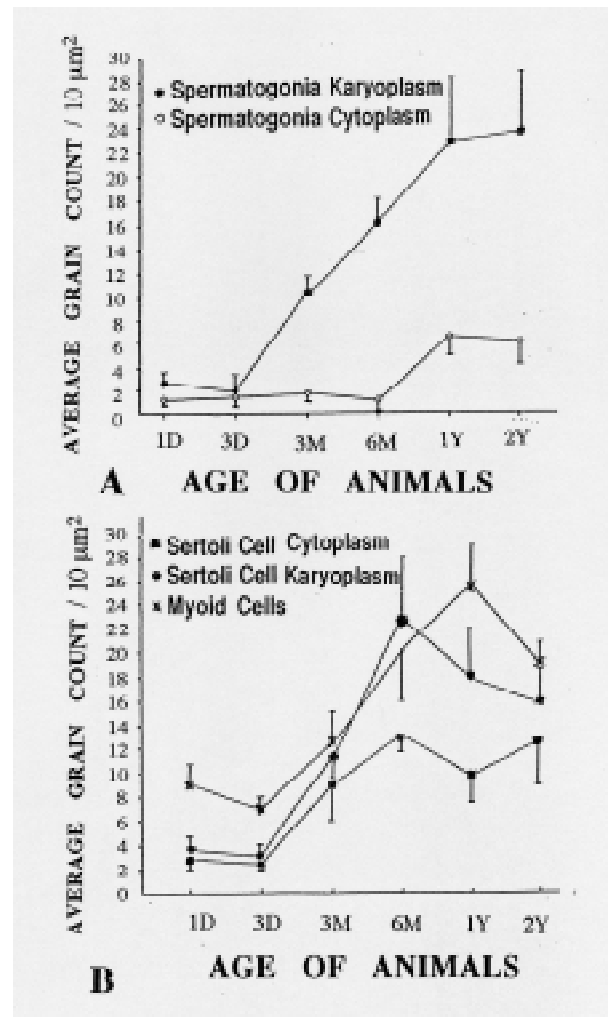 AVERAGE GRAIN COUNT / 10 µm²
30
28
26
24
22
20
18
16
14
12
10
8
6
4
2
0
• Spermatogonia Karyoplasm
○ Spermatogonia Cytoplasm
1D 3D 3M 6M 1Y 2Y
A AGE OF ANIMALS
AVERAGE GRAIN COUNT / 10 µm²
30
28
26
24
22
20
18
16
14
12
10
8
6
4
2
0
■ Sertoli Cell Cytoplasm
• Sertoli Cell Karyoplasm
x Myoid Cells
1D 3D 3M 6M 1Y 2Y
AGE OF ANIMALS
B